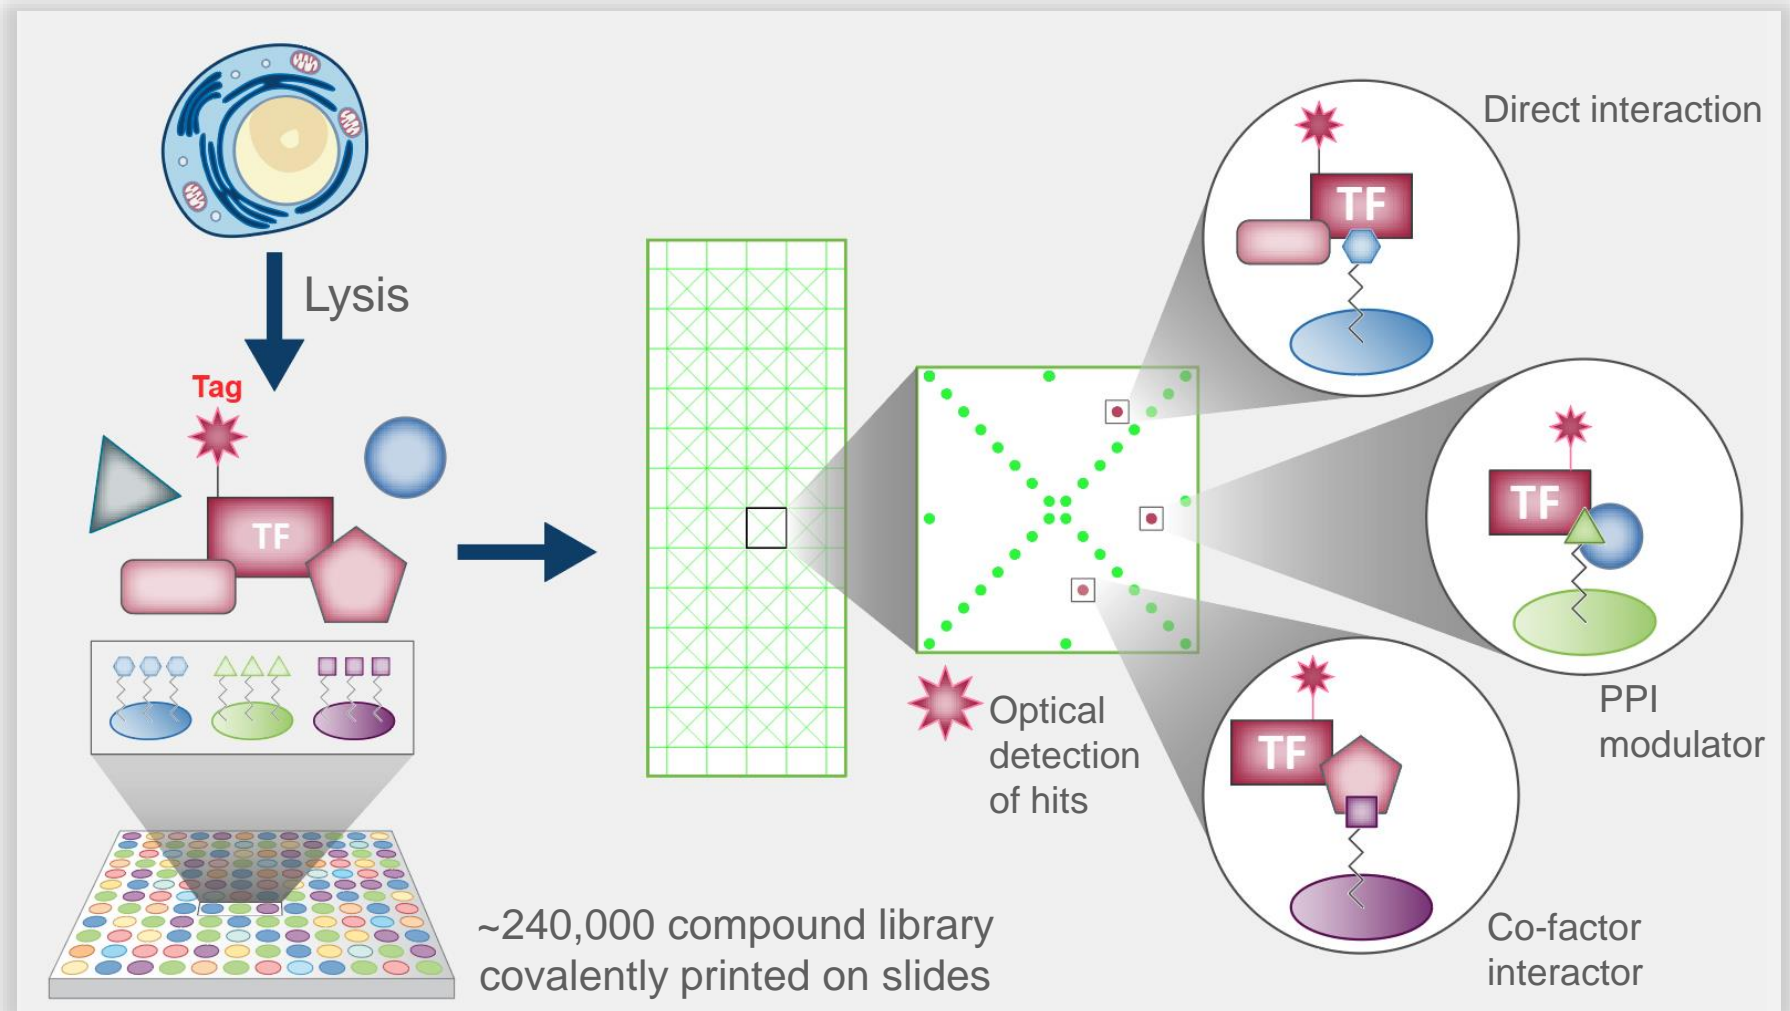 Lysis
Tag
TF
~240,000 compound library
covalently printed on slides
Optical
detection
of hits
Direct interaction
TF
TF
PPI
modulator
TF
Co-factor
interactor